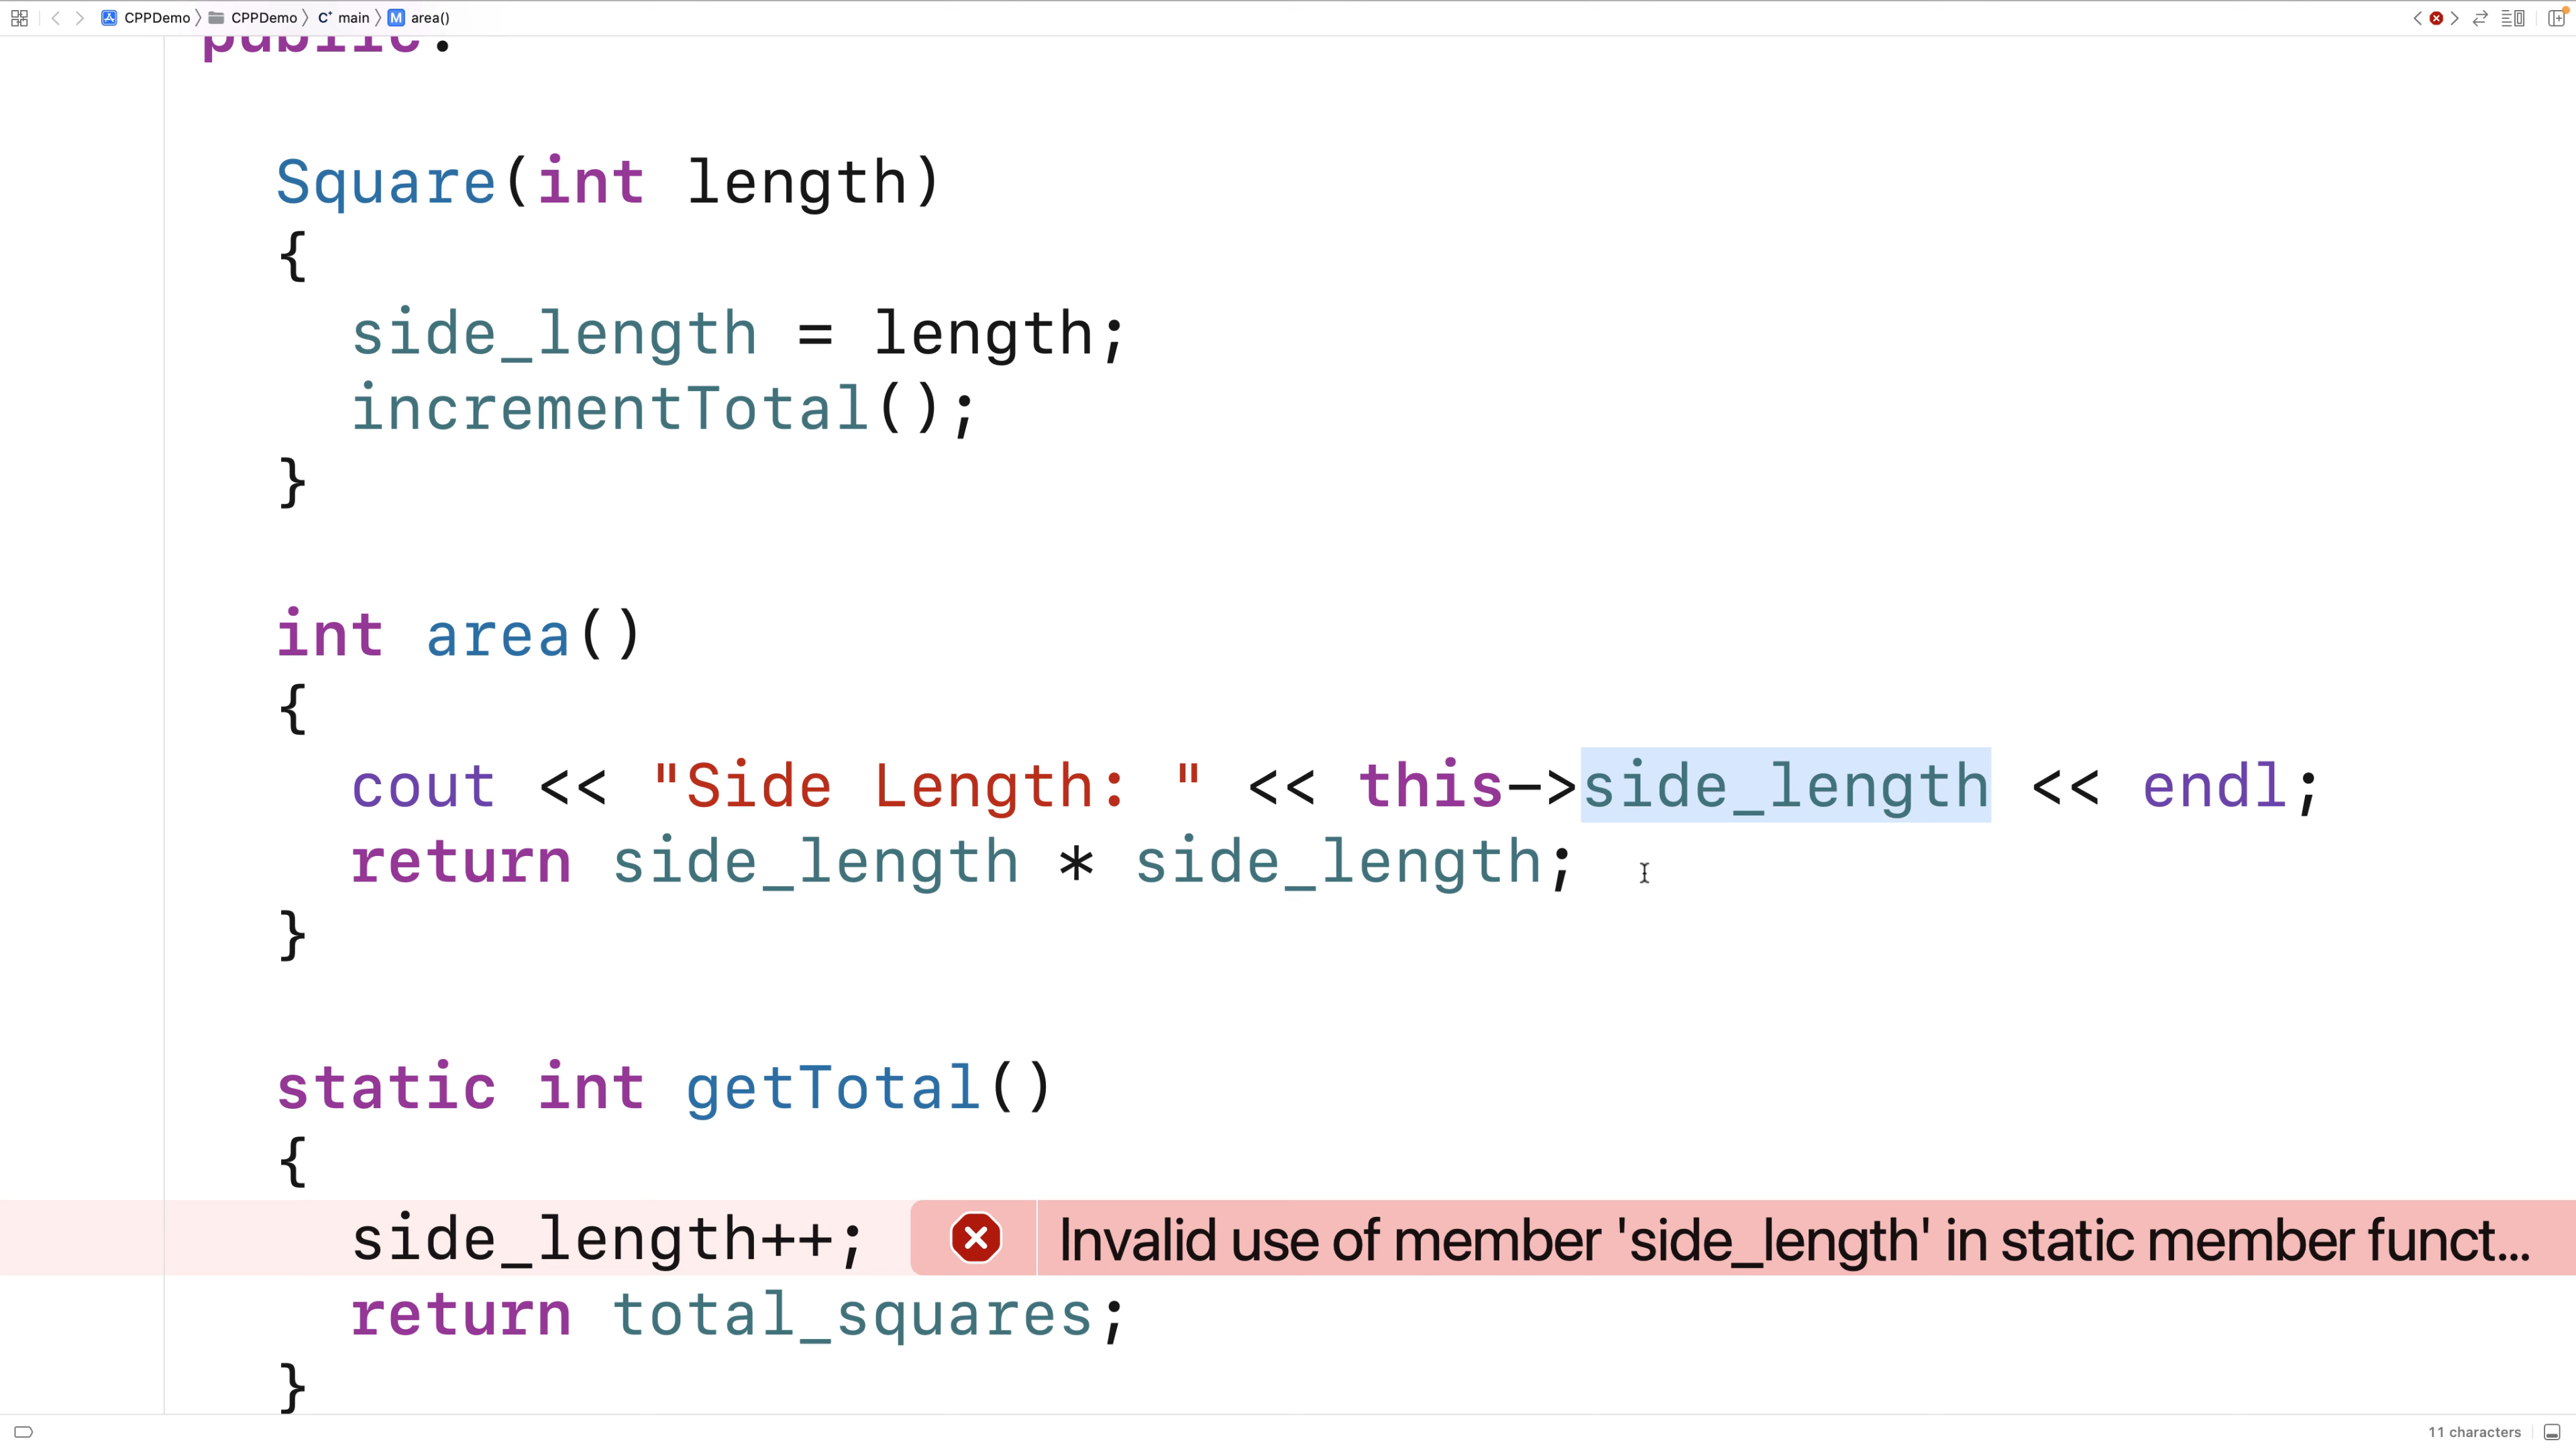 CPPDemo 〉 CPPDemo 〉 C+ main 〉 M area()
public:
Square(int length)
{
side_length = length;
incrementTotal();
}
int area()
{
cout << "Side Length: " << this->side_length << endl;
return side_length * side_length;
}
static int getTotal()
{
side_length++; Invalid use of member 'side_length' in static member funct...
return total_squares;
}
11 characters